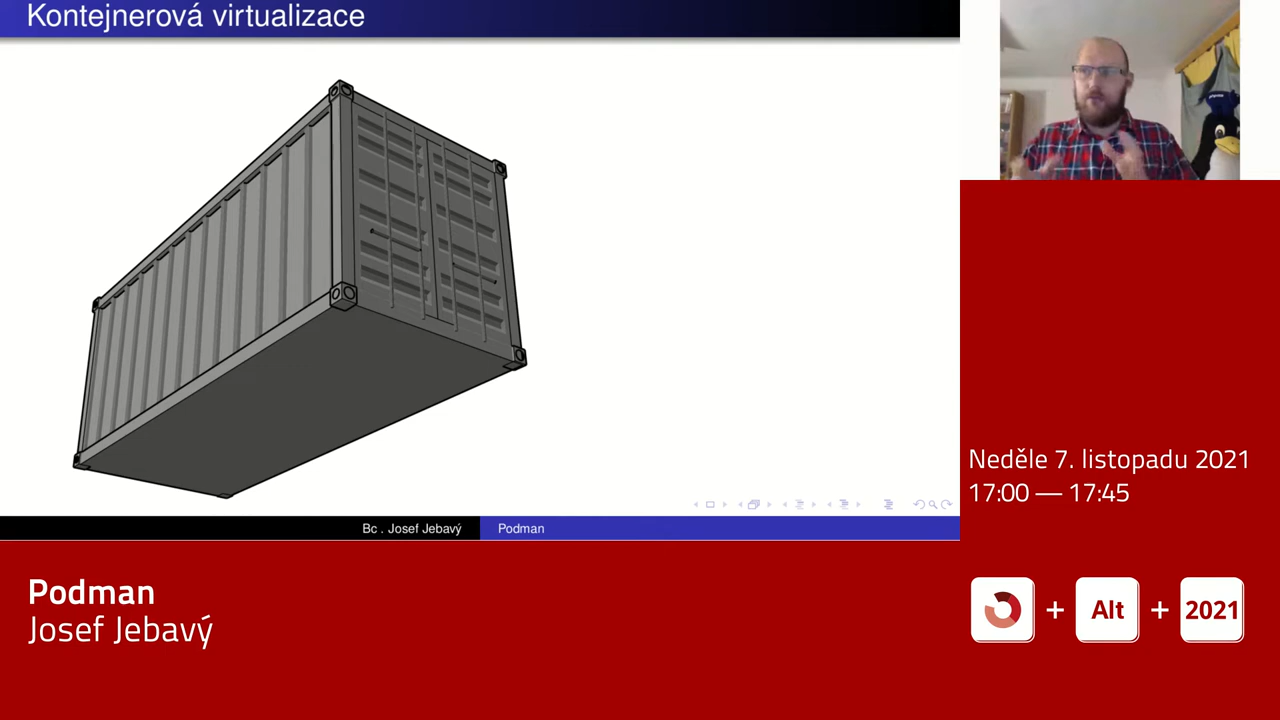 Kontejnerová virtualizace
Bc . Josef Jebavý
Podman
Neděle 7. listopadu 2021
17:00 — 17:45
Podman
Josef Jebavý
+ Alt + 2021